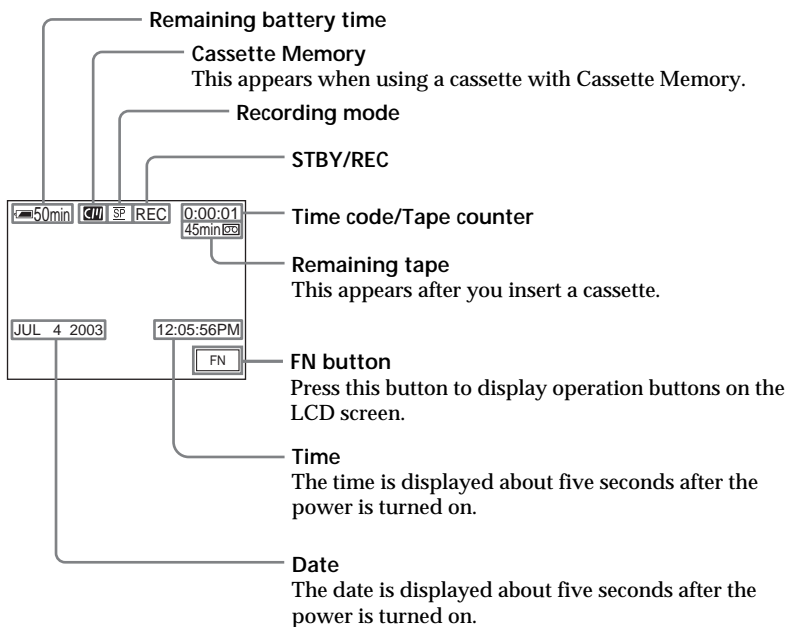 Remaining battery time
Cassette Memory
This appears when using a cassette with Cassette Memory.
Recording mode
STBY/REC
50min CM SP REC 0:00:01
Time code/Tape counter
45min
Remaining tape
This appears after you insert a cassette.
JUL 4 2003 12:05:56PM
FN
FN button
Press this button to display operation buttons on the
LCD screen.
Time
The time is displayed about five seconds after the
power is turned on.
Date
The date is displayed about five seconds after the
power is turned on.